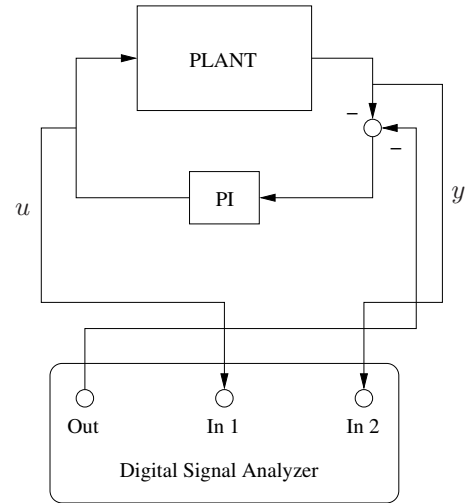 PLANT
−
−
PI
u
y
Out
In 1
In 2
Digital Signal Analyzer